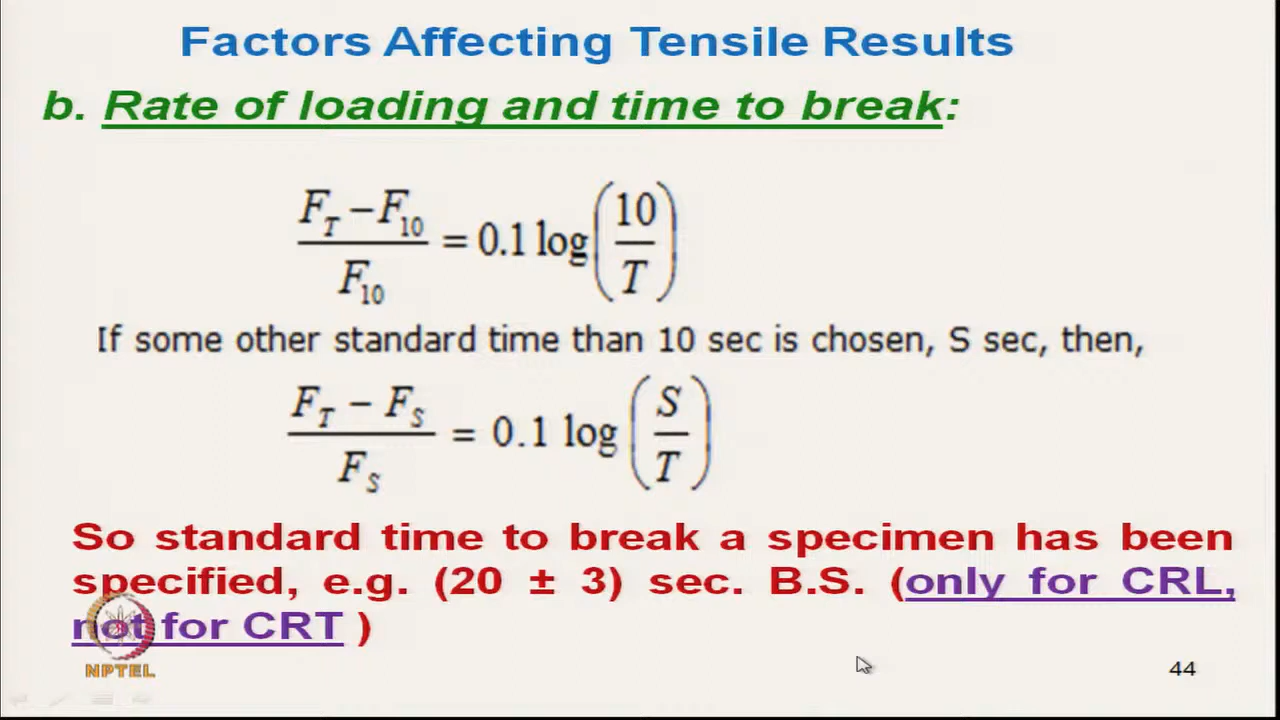 Factors Affecting Tensile Results
b. Rate of loading and time to break:
(F_T − F_10) / F_10 = 0.1 log(10 / T)
If some other standard time than 10 sec is chosen, S sec, then,
(F_T − F_S) / F_S = 0.1 log(S / T)
So standard time to break a specimen has been
specified, e.g. (20 ± 3) sec. B.S. (only for CRL,
not for CRT )
NPTEL
44